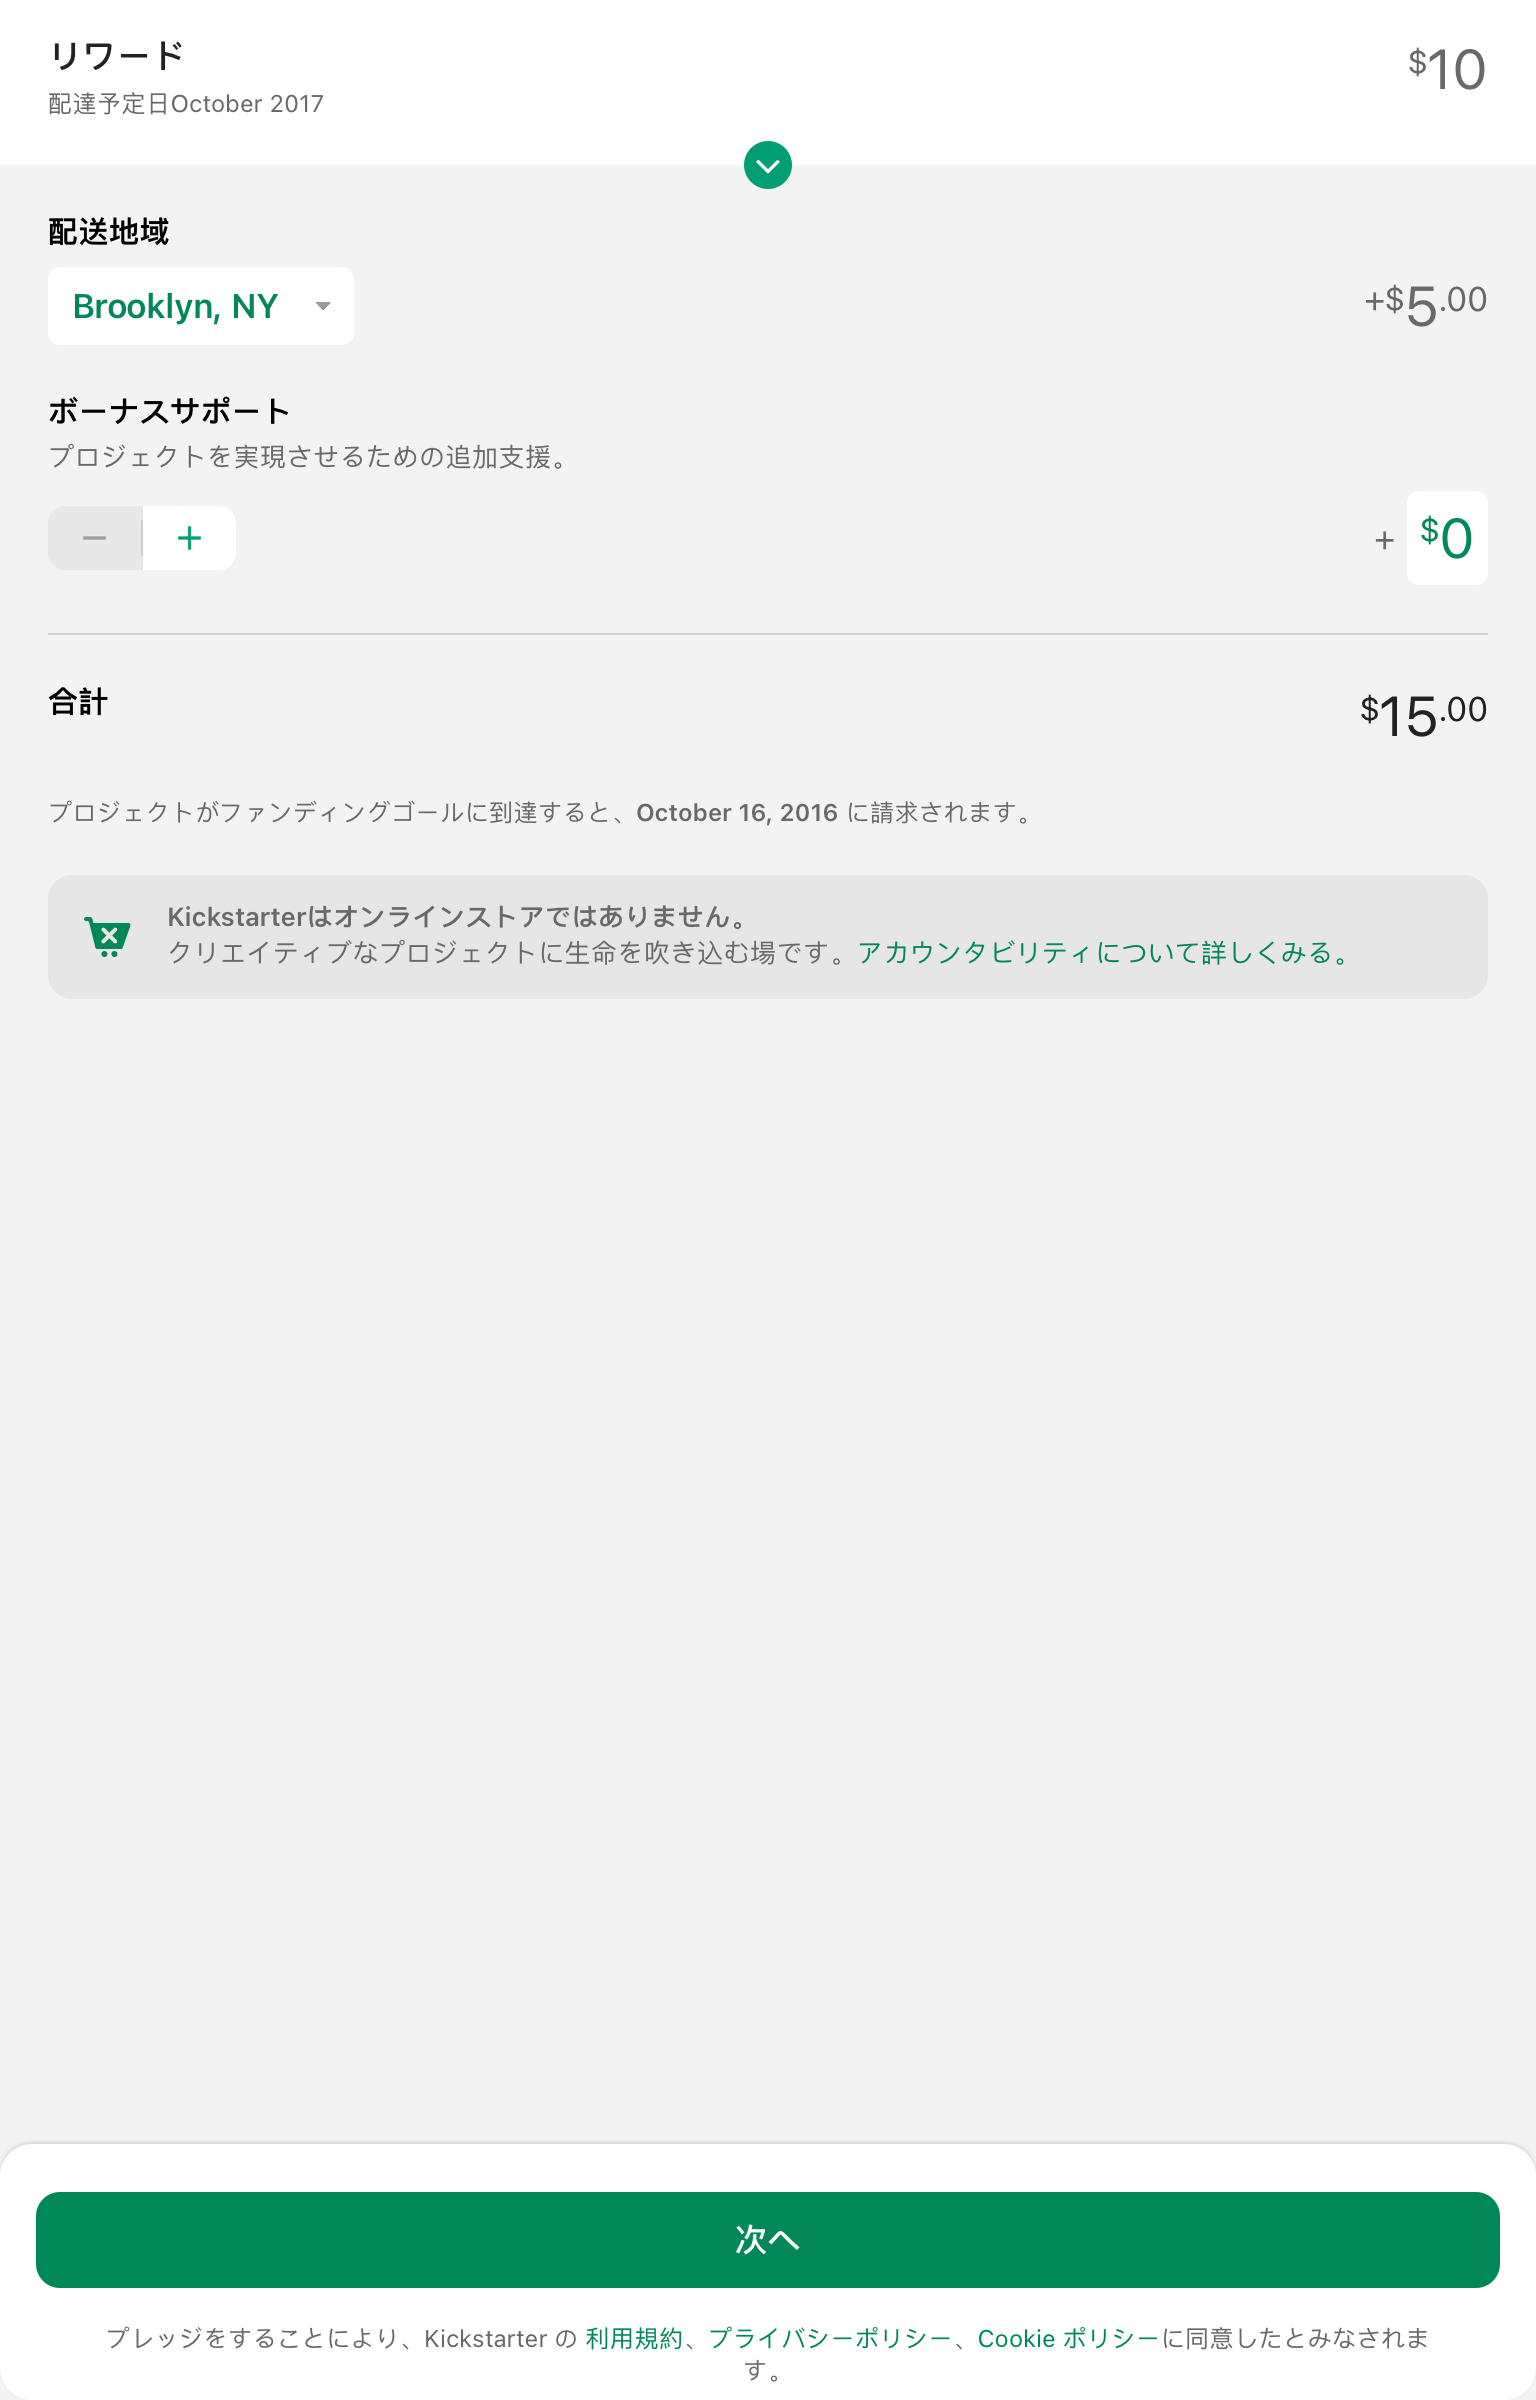 リワード
$10
配達予定日October 2017
配送地域
Brooklyn, NY
+$5.00
ボーナスサポート
プロジェクトを実現させるための追加支援。
− +
+ $0
合計
$15.00
プロジェクトがファンディングゴールに到達すると、October 16, 2016 に請求されます。
Kickstarterはオンラインストアではありません。
クリエイティブなプロジェクトに生命を吹き込む場です。アカウンタビリティについて詳しくみる。
次へ
プレッジをすることにより、Kickstarter の 利用規約、プライバシーポリシー、Cookie ポリシーに同意したとみなされま
す。